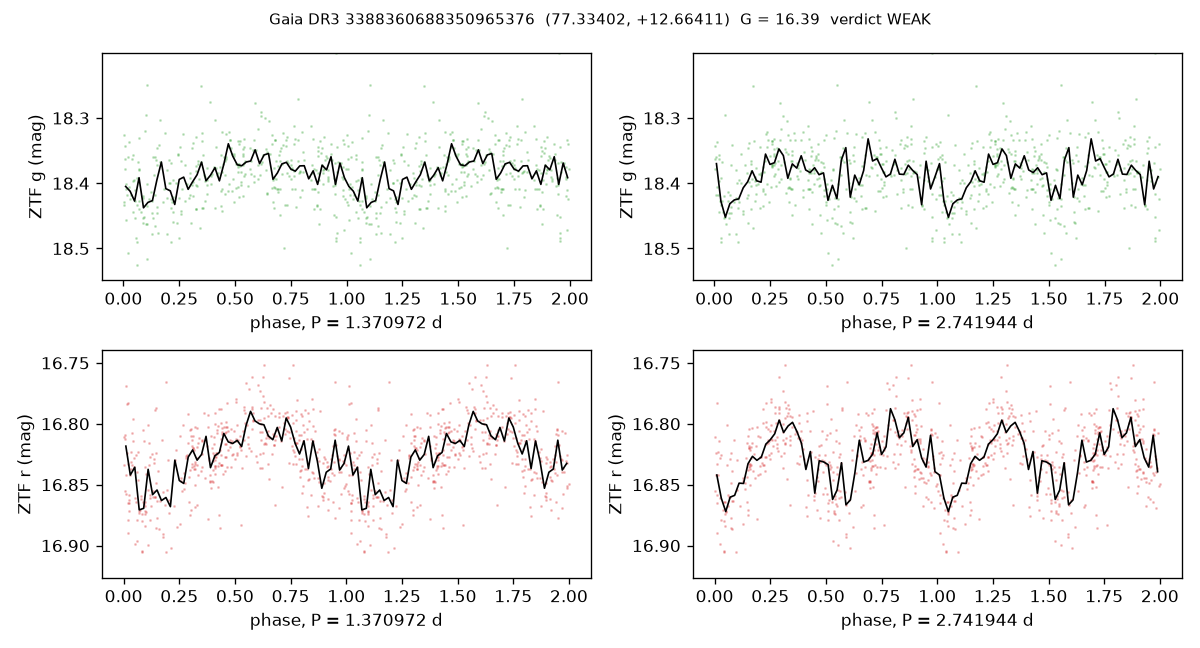 Gaia DR3 3388360688350965376 (77.33402, +12.66411) G = 16.39 verdict WEAK
ZTF g (mag)
18.3
18.4
18.5
0.00 0.25 0.50 0.75 1.00 1.25 1.50 1.75 2.00
phase, P = 1.370972 d
ZTF g (mag)
18.3
18.4
18.5
0.00 0.25 0.50 0.75 1.00 1.25 1.50 1.75 2.00
phase, P = 2.741944 d
ZTF r (mag)
16.75
16.80
16.85
16.90
0.00 0.25 0.50 0.75 1.00 1.25 1.50 1.75 2.00
phase, P = 1.370972 d
ZTF r (mag)
16.75
16.80
16.85
16.90
0.00 0.25 0.50 0.75 1.00 1.25 1.50 1.75 2.00
phase, P = 2.741944 d